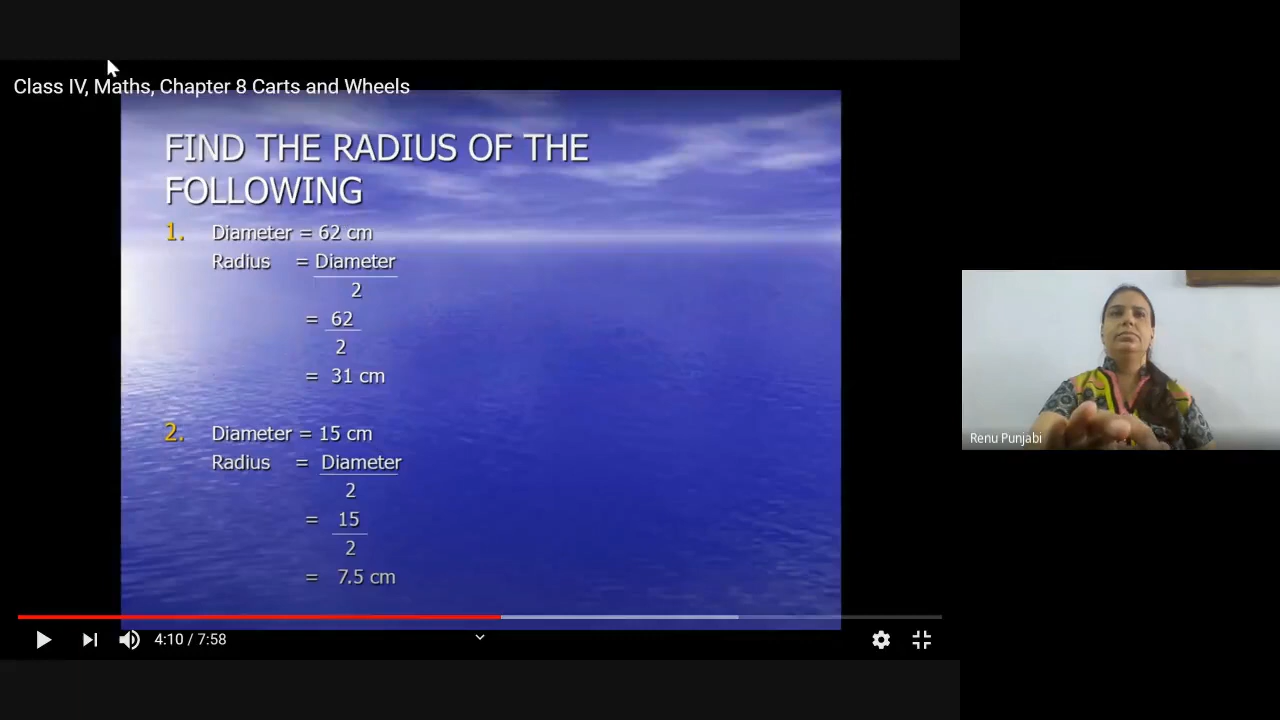 Class IV, Maths, Chapter 8 Carts and Wheels
FIND THE RADIUS OF THE
FOLLOWING
1. Diameter = 62 cm
Radius = Diameter
2
= 62
2
= 31 cm
2. Diameter = 15 cm
Radius = Diameter
2
= 15
2
= 7.5 cm
4:10 / 7:58
Renu Punjabi